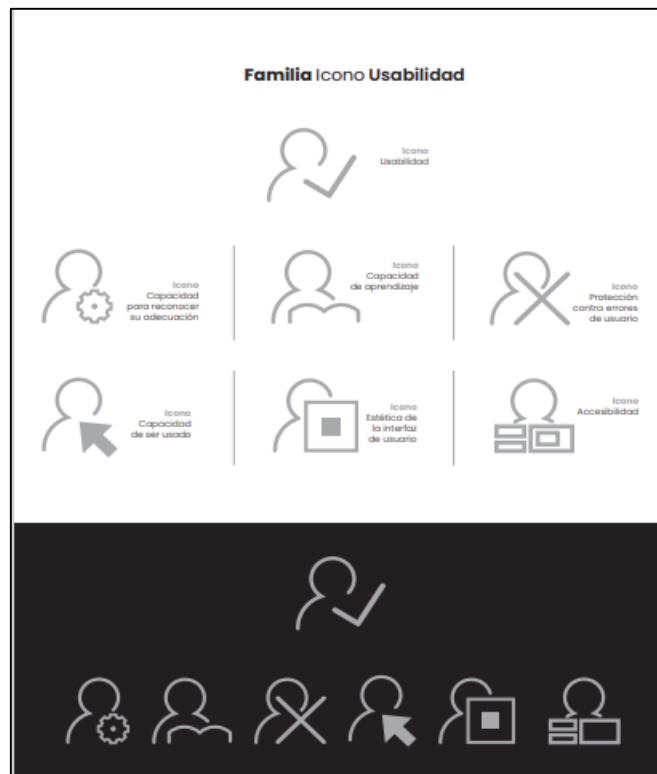 Familia Icono Usabilidad
Icono
Usabilidad
Icono
Capacidad
para reconocer
su adecuación
Icono
Capacidad
de aprendizaje
Icono
Protección
contra errores
de usuario
Icono
Capacidad
de ser usado
Icono
Estética de
la interfaz
de usuario
Icono
Accesibilidad